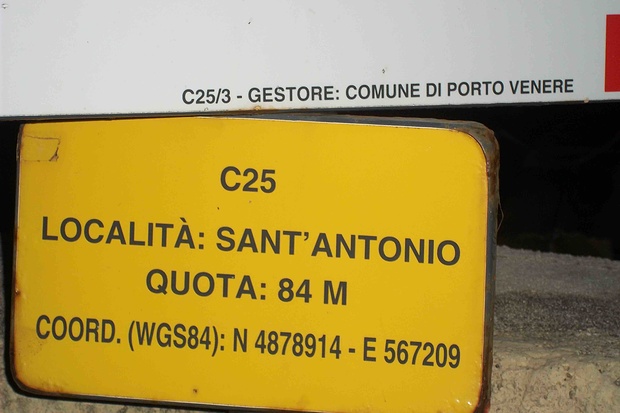 C25/3 - GESTORE: COMUNE DI PORTO VENERE
C25
LOCALITÀ: SANT'ANTONIO
QUOTA: 84 M
COORD. (WGS84): N 4878914 - E 567209